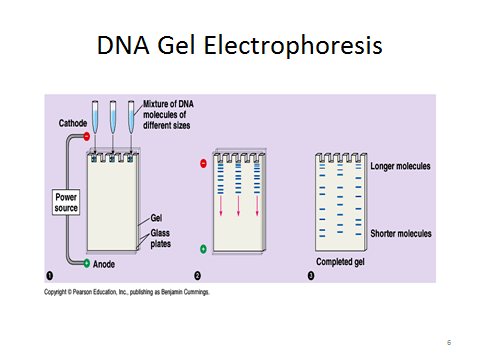 DNA Gel Electrophoresis
Mixture of DNA
molecules of
different sizes
Cathode
−
Power
source
Gel
Glass
plates
+
Anode
1
−
+
2
Longer molecules
Shorter molecules
Completed gel
3
Copyright © Pearson Education, Inc., publishing as Benjamin Cummings.
6